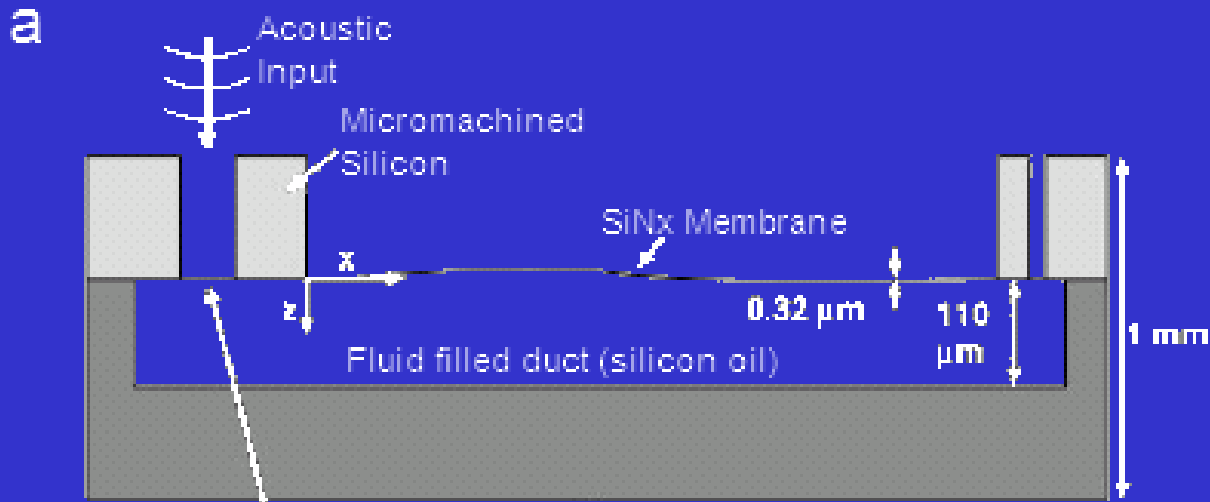 a
Acoustic
Input
Micromachined
Silicon
SiNx Membrane
x
z
0.32 µm
110
µm
1 mm
Fluid filled duct (silicon oil)